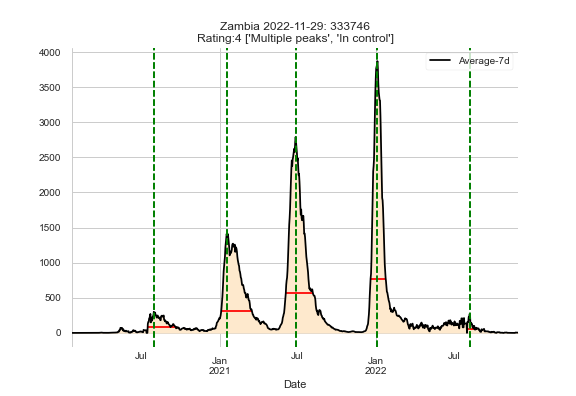 Zambia 2022-11-29: 333746
Rating:4 ['Multiple peaks', 'In control']
Average-7d
4000
3500
3000
2500
2000
1500
1000
500
0
Jul
Jan
2021
Jul
Jan
2022
Jul
Date